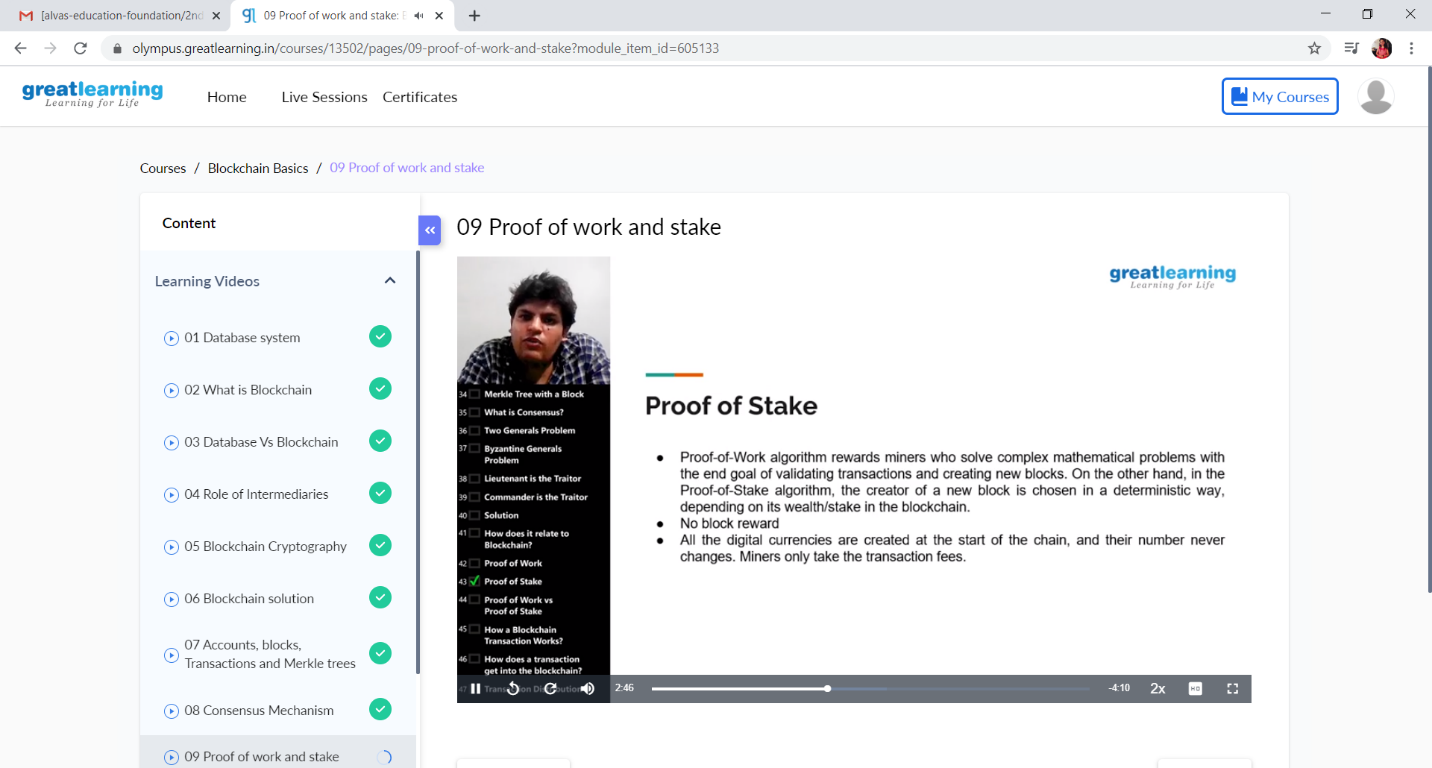 [alvas-education-foundation/2nd
09 Proof of work and stake: B
olympus.greatlearning.in/courses/13502/pages/09-proof-of-work-and-stake?module_item_id=605133
greatlearning
Learning for Life
Home
Live Sessions
Certificates
My Courses
Courses / Blockchain Basics / 09 Proof of work and stake
Content
Learning Videos
01 Database system
02 What is Blockchain
03 Database Vs Blockchain
04 Role of Intermediaries
05 Blockchain Cryptography
06 Blockchain solution
07 Accounts, blocks,
Transactions and Merkle trees
08 Consensus Mechanism
09 Proof of work and stake
09 Proof of work and stake
greatlearning
Learning for Life
34 Merkle Tree with a Block
35 What is Consensus?
36 Two Generals Problem
37 Byzantine Generals
Problem
38 Lieutenant is the Traitor
39 Commander is the Traitor
40 Solution
41 How does it relate to
Blockchain?
42 Proof of Work
43 Proof of Stake
44 Proof of Work vs
Proof of Stake
45 How a Blockchain
Transaction Works?
46 How does a transaction
get into the blockchain?
47 Transaction Distribution
Proof of Stake
● Proof-of-Work algorithm rewards miners who solve complex mathematical problems with
the end goal of validating transactions and creating new blocks. On the other hand, in the
Proof-of-Stake algorithm, the creator of a new block is chosen in a deterministic way,
depending on its wealth/stake in the blockchain.
● No block reward
● All the digital currencies are created at the start of the chain, and their number never
changes. Miners only take the transaction fees.
2:46
-4:10
2x
HD